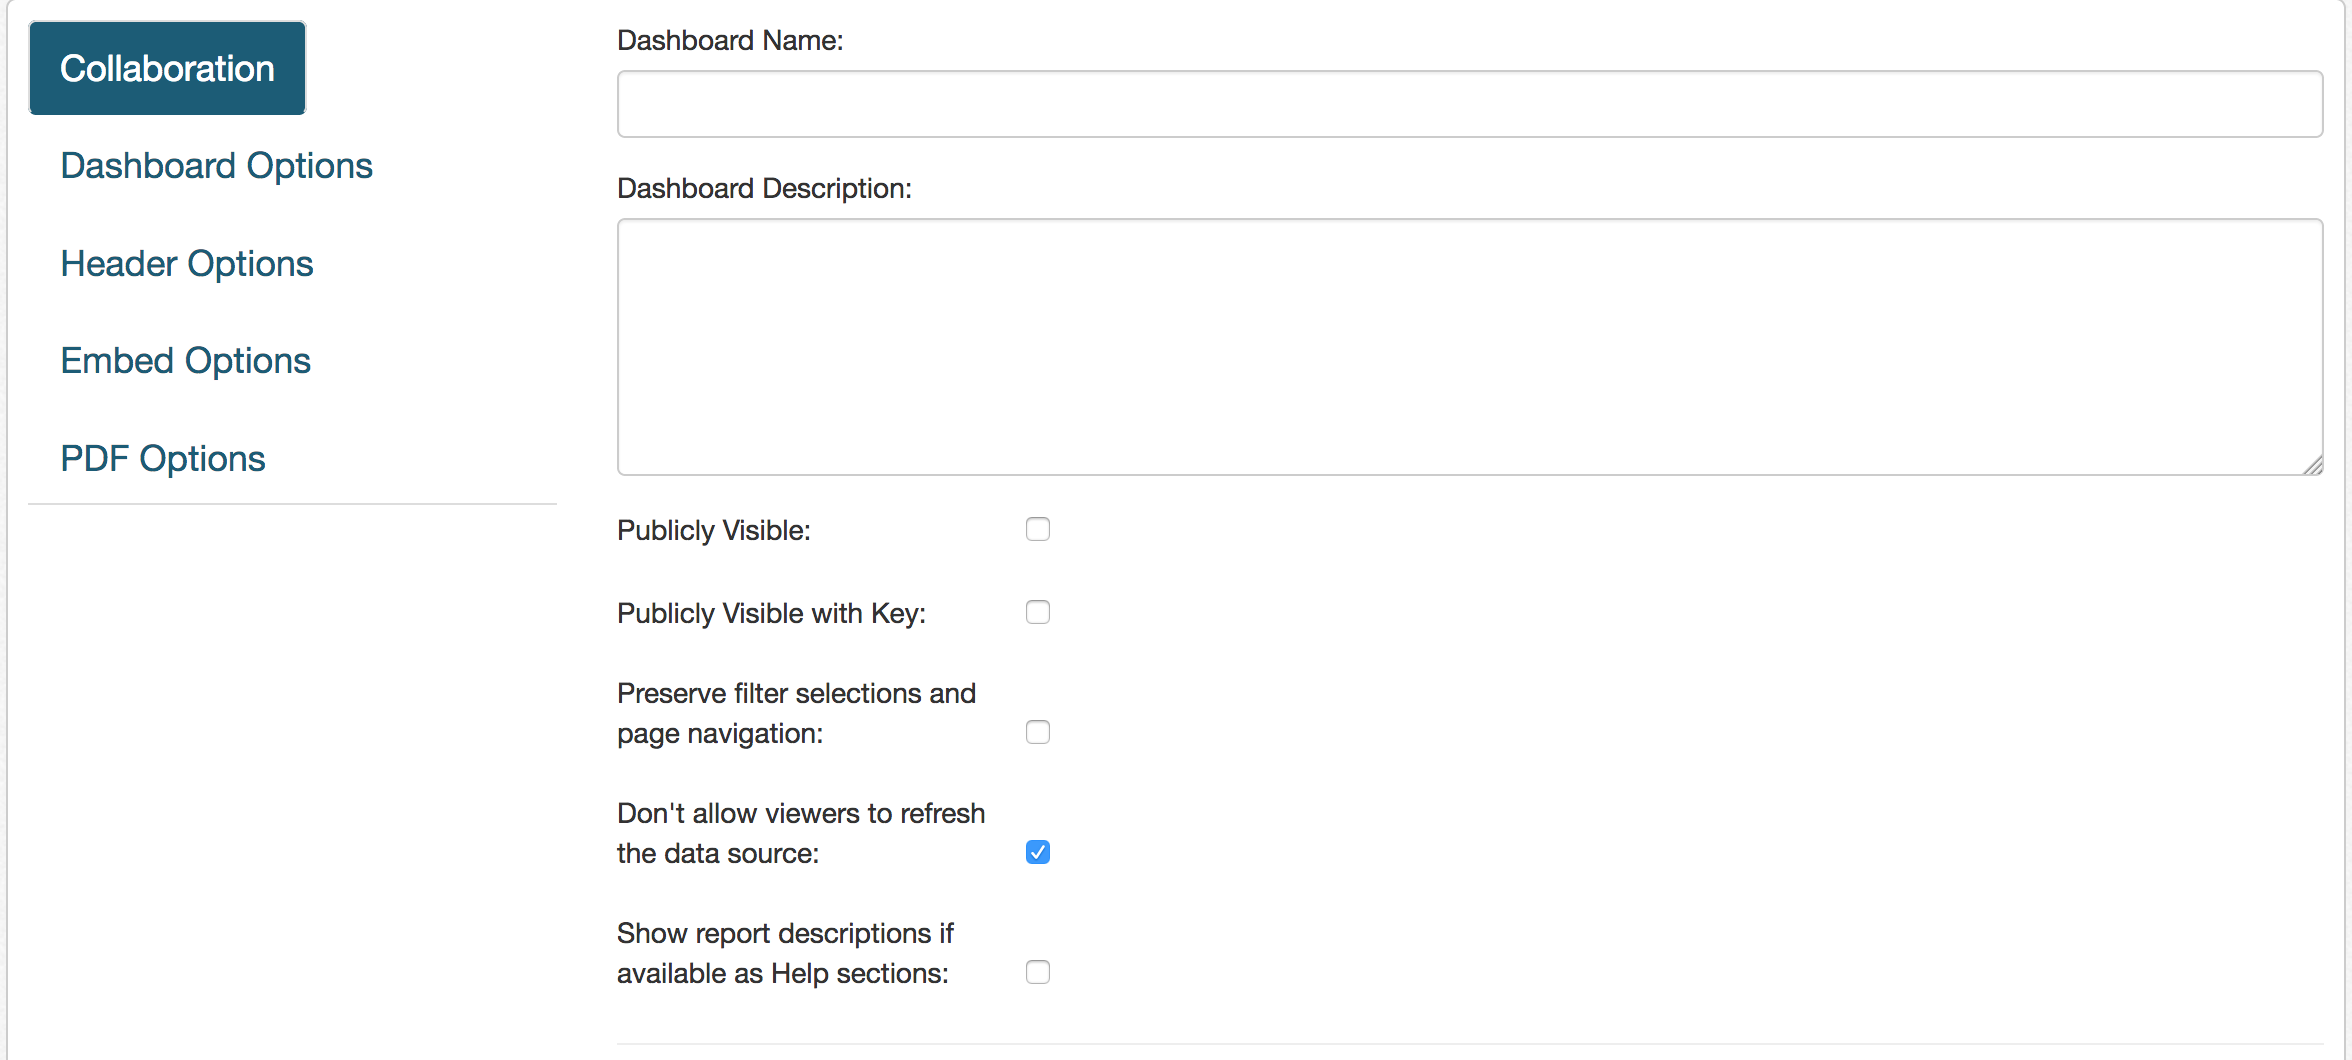 Collaboration
Dashboard Options
Header Options
Embed Options
PDF Options
Dashboard Name:
Dashboard Description:
Publicly Visible:
Publicly Visible with Key:
Preserve filter selections and
page navigation:
Don't allow viewers to refresh
the data source:
Show report descriptions if
available as Help sections: